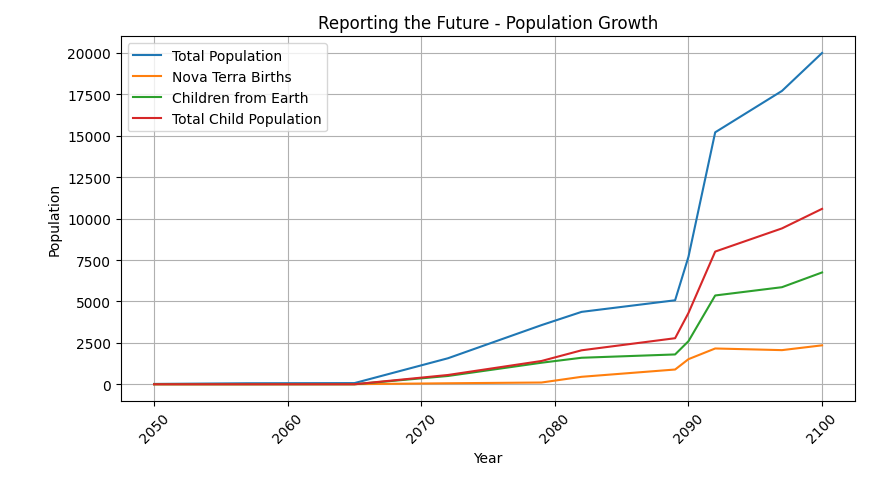 Reporting the Future - Population Growth
Total Population
Nova Terra Births
Children from Earth
Total Child Population
20000
17500
15000
12500
10000
7500
5000
2500
0
Population
2050
2060
2070
2080
2090
2100
Year